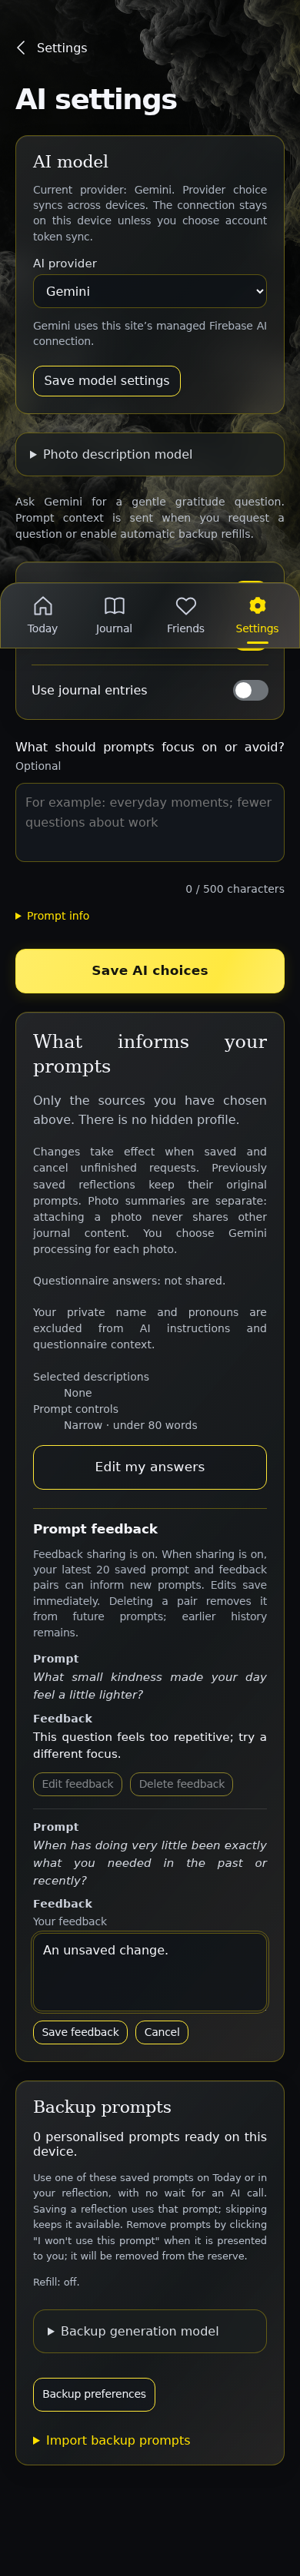 Settings
AI settings
AI model
Current provider: Gemini. Provider choice
syncs across devices. The connection stays
on this device unless you choose account
token sync.
AI provider
Gemini
Gemini uses this site’s managed Firebase AI
connection.
Save model settings
Photo description model
Ask Gemini for a gentle gratitude question.
Prompt context is sent when you request a
question or enable automatic backup refills.
Today
Journal
Friends
Settings
Use journal entries
What should prompts focus on or avoid?
Optional
For example: everyday moments; fewer
questions about work
0 / 500 characters
Prompt info
Save AI choices
What informs your
prompts
Only the sources you have chosen
above. There is no hidden profile.
Changes take effect when saved and
cancel unfinished requests. Previously
saved reflections keep their original
prompts. Photo summaries are separate:
attaching a photo never shares other
journal content. You choose Gemini
processing for each photo.
Questionnaire answers: not shared.
Your private name and pronouns are
excluded from AI instructions and
questionnaire context.
Selected descriptions
None
Prompt controls
Narrow · under 80 words
Edit my answers
Prompt feedback
Feedback sharing is on. When sharing is on,
your latest 20 saved prompt and feedback
pairs can inform new prompts. Edits save
immediately. Deleting a pair removes it
from future prompts; earlier history
remains.
Prompt
What small kindness made your day
feel a little lighter?
Feedback
This question feels too repetitive; try a
different focus.
Edit feedback
Delete feedback
Prompt
When has doing very little been exactly
what you needed in the past or
recently?
Feedback
Your feedback
An unsaved change.
Save feedback
Cancel
Backup prompts
0 personalised prompts ready on this
device.
Use one of these saved prompts on Today or in
your reflection, with no wait for an AI call.
Saving a reflection uses that prompt; skipping
keeps it available. Remove prompts by clicking
"I won't use this prompt" when it is presented
to you; it will be removed from the reserve.
Refill: off.
Backup generation model
Backup preferences
Import backup prompts